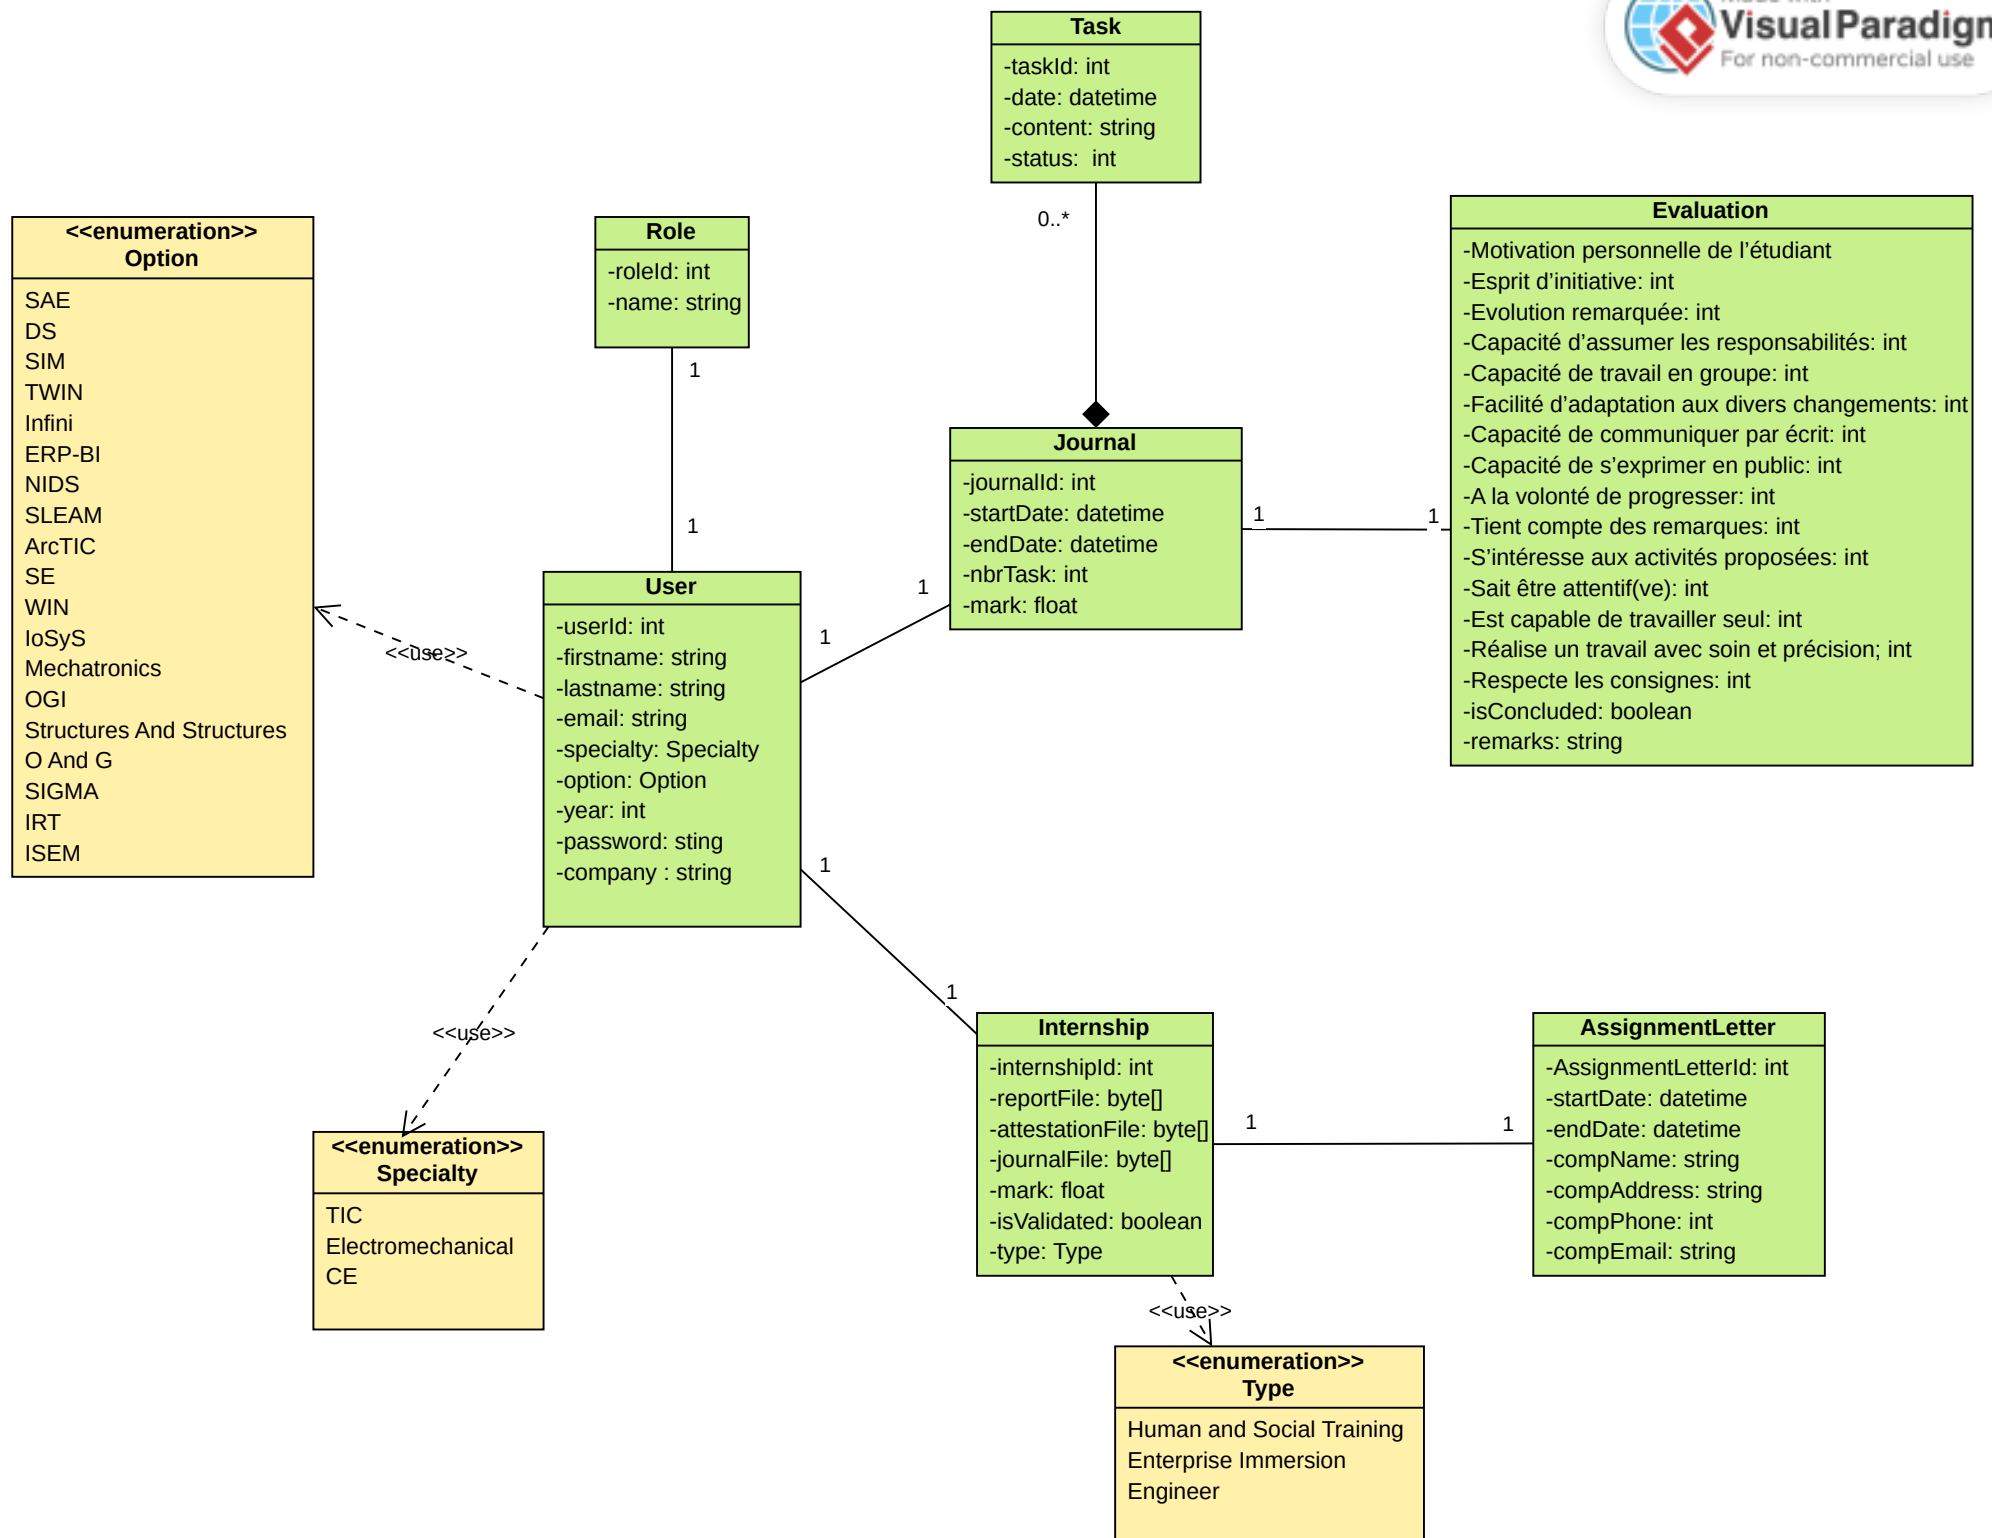 Visual Paradigm
For non-commercial use
Task
-taskId: int
-date: datetime
-content: string
-status:  int
0..*
<<enumeration>>
Option
SAE
DS
SIM
TWIN
Infini
ERP-BI
NIDS
SLEAM
ArcTIC
SE
WIN
IoSyS
Mechatronics
OGI
Structures And Structures
O And G
SIGMA
IRT
ISEM
Role
-roleId: int
-name: string
1
1
Evaluation
-Motivation personnelle de l’étudiant
-Esprit d’initiative: int
-Evolution remarquée: int
-Capacité d’assumer les responsabilités: int
-Capacité de travail en groupe: int
-Facilité d’adaptation aux divers changements: int
-Capacité de communiquer par écrit: int
-Capacité de s’exprimer en public: int
-A la volonté de progresser: int
-Tient compte des remarques: int
-S’intéresse aux activités proposées: int
-Sait être attentif(ve): int
-Est capable de travailler seul: int
-Réalise un travail avec soin et précision; int
-Respecte les consignes: int
-isConcluded: boolean
-remarks: string
Journal
-journalId: int
-startDate: datetime
-endDate: datetime
-nbrTask: int
-mark: float
1
1
1
1
User
-userId: int
-firstname: string
-lastname: string
-email: string
-specialty: Specialty
-option: Option
-year: int
-password: sting
-company : string
<<use>>
1
1
<<use>>
Internship
-internshipId: int
-reportFile: byte[]
-attestationFile: byte[]
-journalFile: byte[]
-mark: float
-isValidated: boolean
-type: Type
1
1
AssignmentLetter
-AssignmentLetterId: int
-startDate: datetime
-endDate: datetime
-compName: string
-compAddress: string
-compPhone: int
-compEmail: string
<<enumeration>>
Specialty
TIC
Electromechanical
CE
<<use>>
<<enumeration>>
Type
Human and Social Training
Enterprise Immersion
Engineer